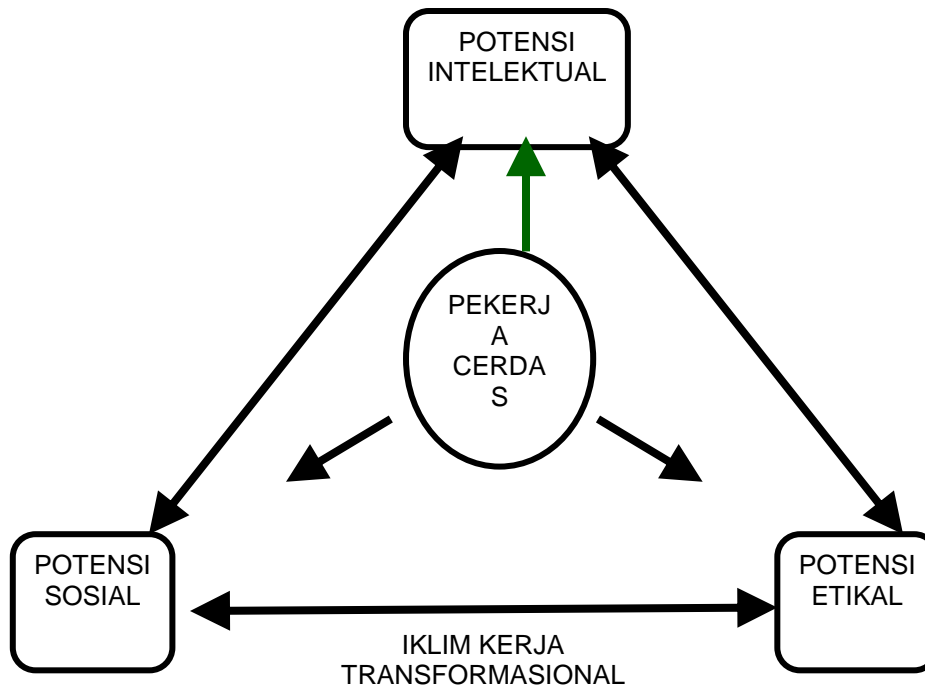 POTENSI
INTELEKTUAL
PEKERJ
A
CERDA
S
POTENSI
SOSIAL
POTENSI
ETIKAL
IKLIM KERJA
TRANSFORMASIONAL